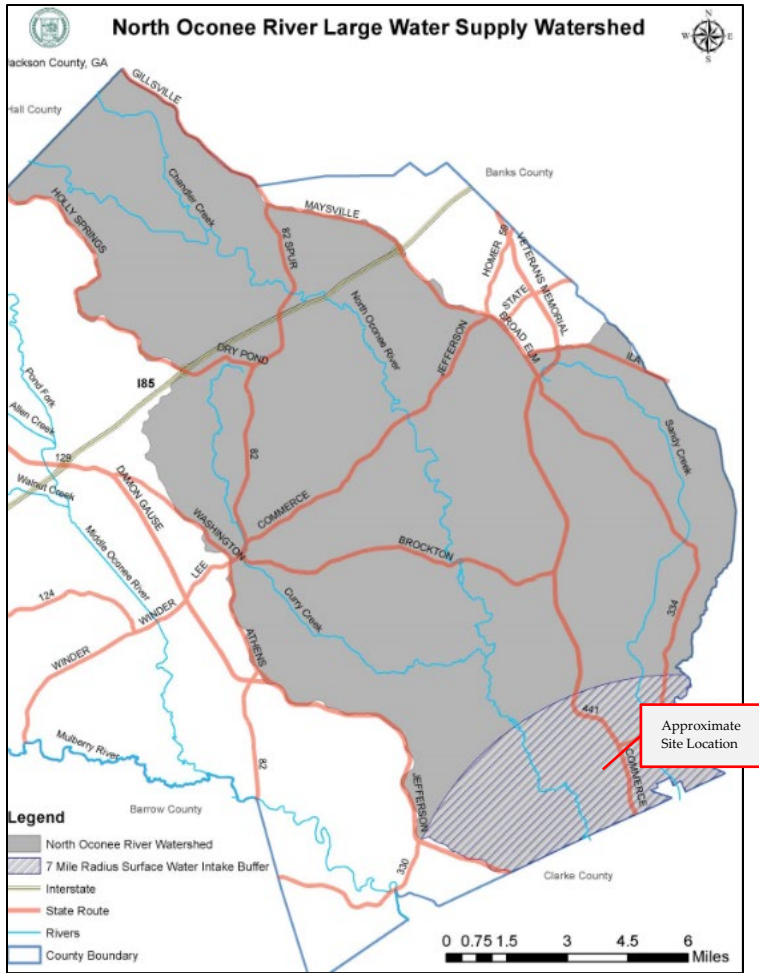 North Oconee River Large Water Supply Watershed
N
W
E
S
Jackson County, GA
Hall County
GILLSVILLE
Banks County
Chandler Creek
HOLLY SPRINGS
MAYSVILLE
82 SPUR
HOMER
59
VETERANS MEMORIAL
STATE
BROAD
ELM
North Oconee River
JEFFERSON
ILA
DRY POND
I85
Pond Fork
Allen Creek
Sandy Creek
129
82
Walnut Creek
DAMON GAUSE
COMMERCE
WASHINGTON
Middle Oconee River
BROCKTON
LEE
124
WINDER
Curry Creek
334
WINDER
ATHENS
441
Approximate
Site Location
Mulberry River
82
COMMERCE
JEFFERSON
Barrow County
Legend
North Oconee River Watershed
7 Mile Radius Surface Water Intake Buffer
Interstate
State Route
Rivers
County Boundary
330
Clarke County
0 0.75 1.5 3 4.5 6
Miles